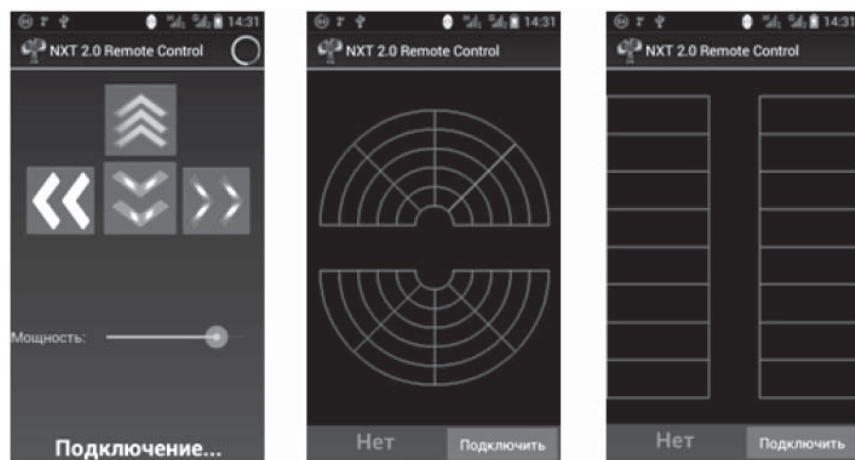 14:31
NXT 2.0 Remote Control
Мощность:
Подключение...
14:31
NXT 2.0 Remote Control
Нет
Подключить
14:31
NXT 2.0 Remote Control
Нет
Подключить